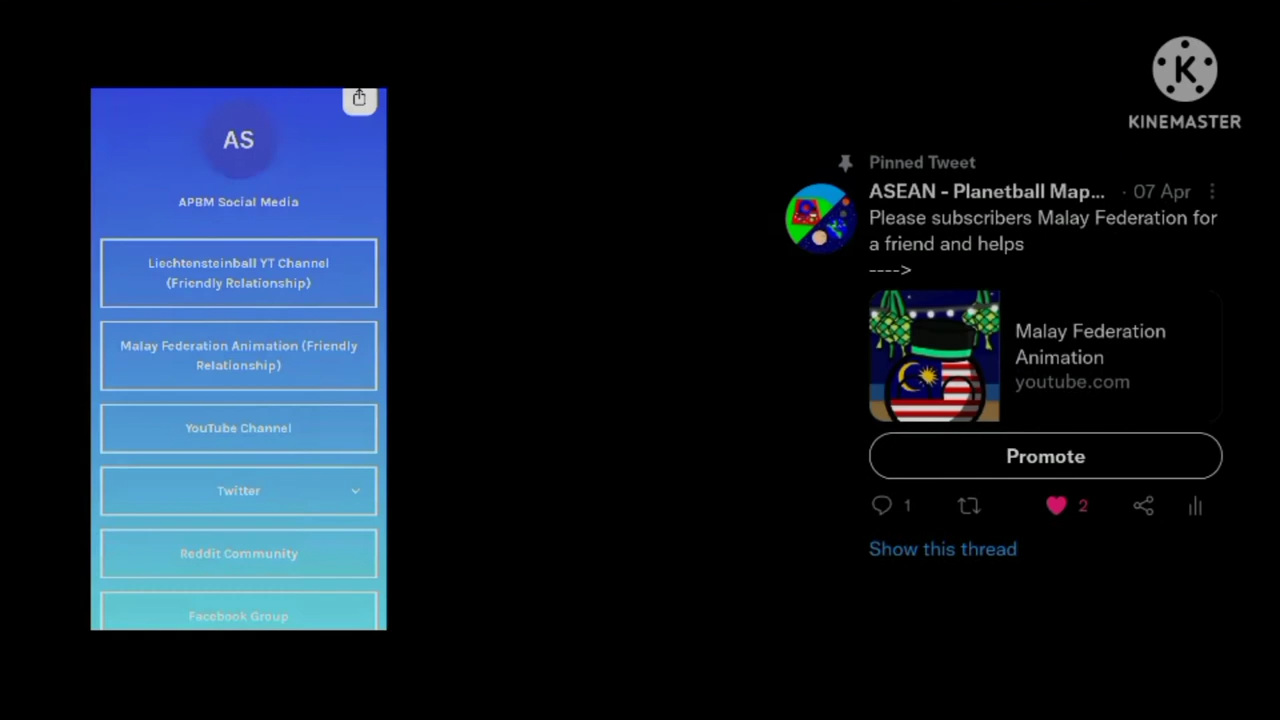 AS
APBM Social Media
Liechtensteinball YT Channel
(Friendly Relationship)
Malay Federation Animation (Friendly
Relationship)
YouTube Channel
Twitter
Reddit Community
Facebook Group
K
KINEMASTER
Pinned Tweet
ASEAN - Planetball Map... · 07 Apr
Please subscribers Malay Federation for
a friend and helps
---->
Malay Federation
Animation
youtube.com
Promote
1
2
Show this thread